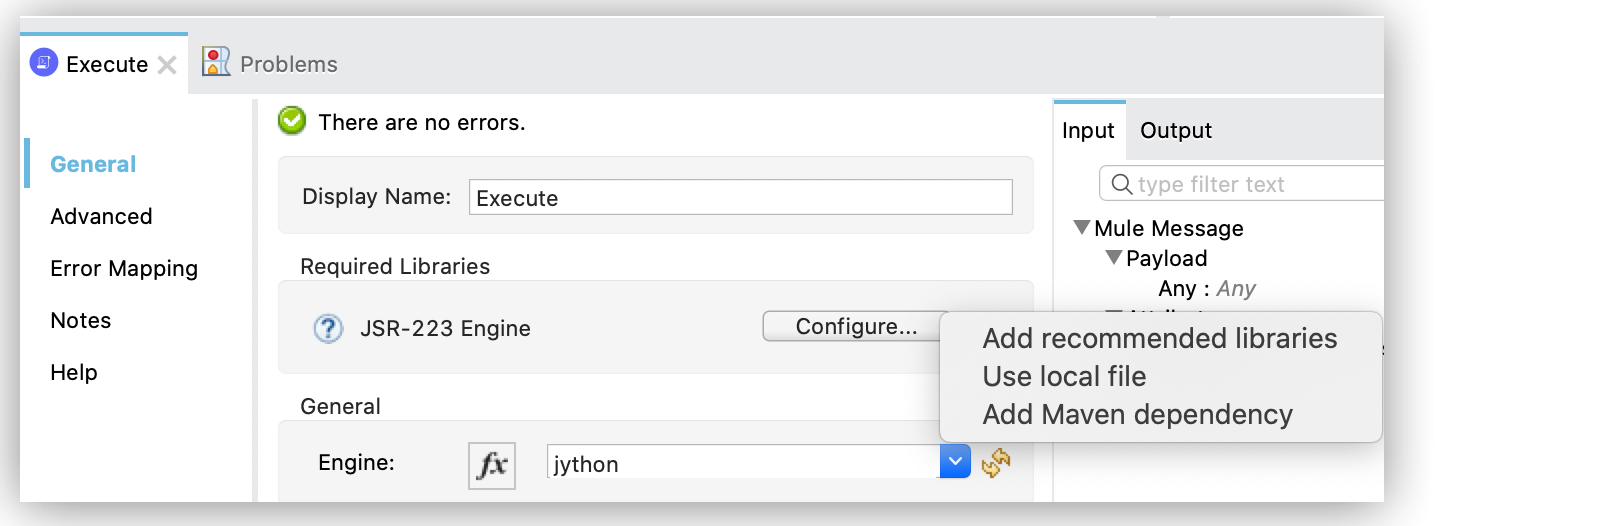 Execute
Problems
General
Advanced
Error Mapping
Notes
Help
There are no errors.
Display Name: Execute
Required Libraries
JSR-223 Engine Configure...
Add recommended libraries
Use local file
Add Maven dependency
General
Engine: fx jython
Input Output
type filter text
Mule Message
Payload
Any : Any